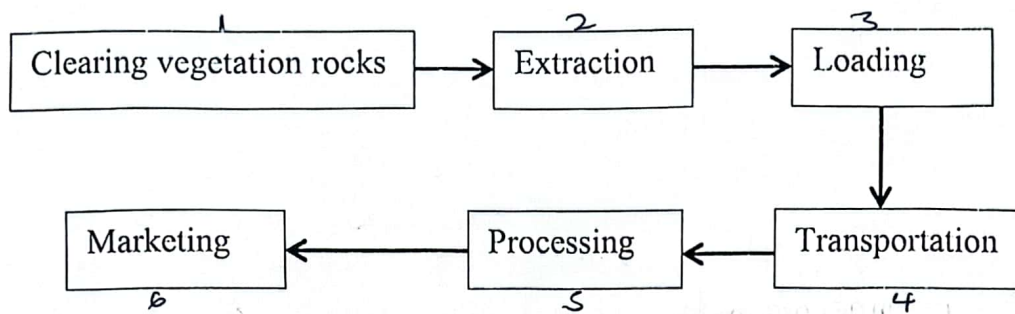 1 2 3
Clearing vegetation rocks Extraction Loading
Marketing Processing Transportation
6 5 4